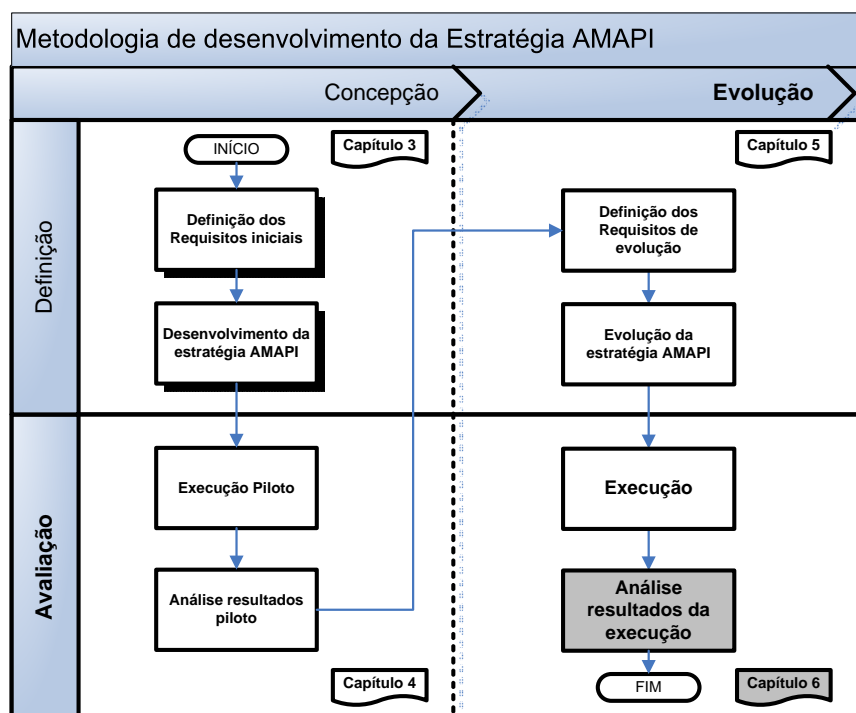 Metodologia de desenvolvimento da Estratégia AMAPI
Concepção
Evolução
Definição
INÍCIO
Capítulo 3
Definição dos
Requisitos iniciais
Desenvolvimento da
estratégia AMAPI
Capítulo 5
Definição dos
Requisitos de
evolução
Evolução da
estratégia AMAPI
Avaliação
Execução Piloto
Análise resultados
piloto
Capítulo 4
Execução
Análise
resultados da
execução
FIM
Capítulo 6